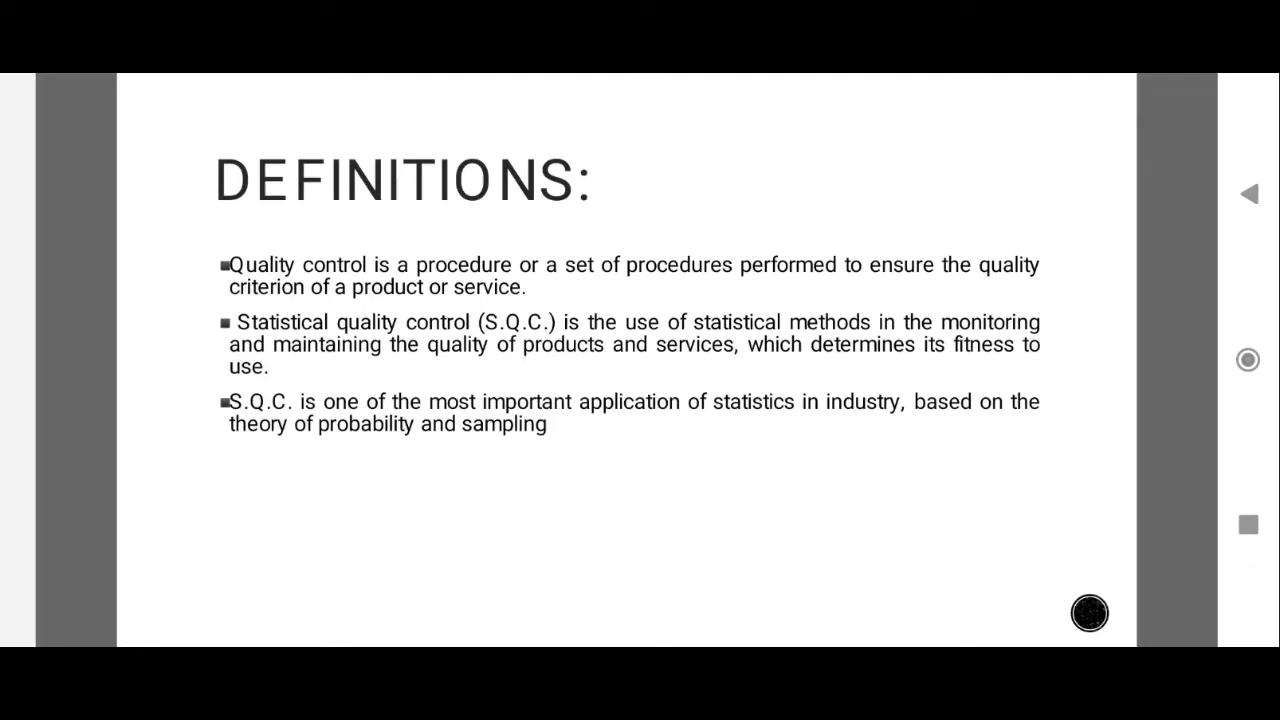 DEFINITIONS:
Quality control is a procedure or a set of procedures performed to ensure the quality
criterion of a product or service.
Statistical quality control (S.Q.C.) is the use of statistical methods in the monitoring
and maintaining the quality of products and services, which determines its fitness to
use.
S.Q.C. is one of the most important application of statistics in industry, based on the
theory of probability and sampling